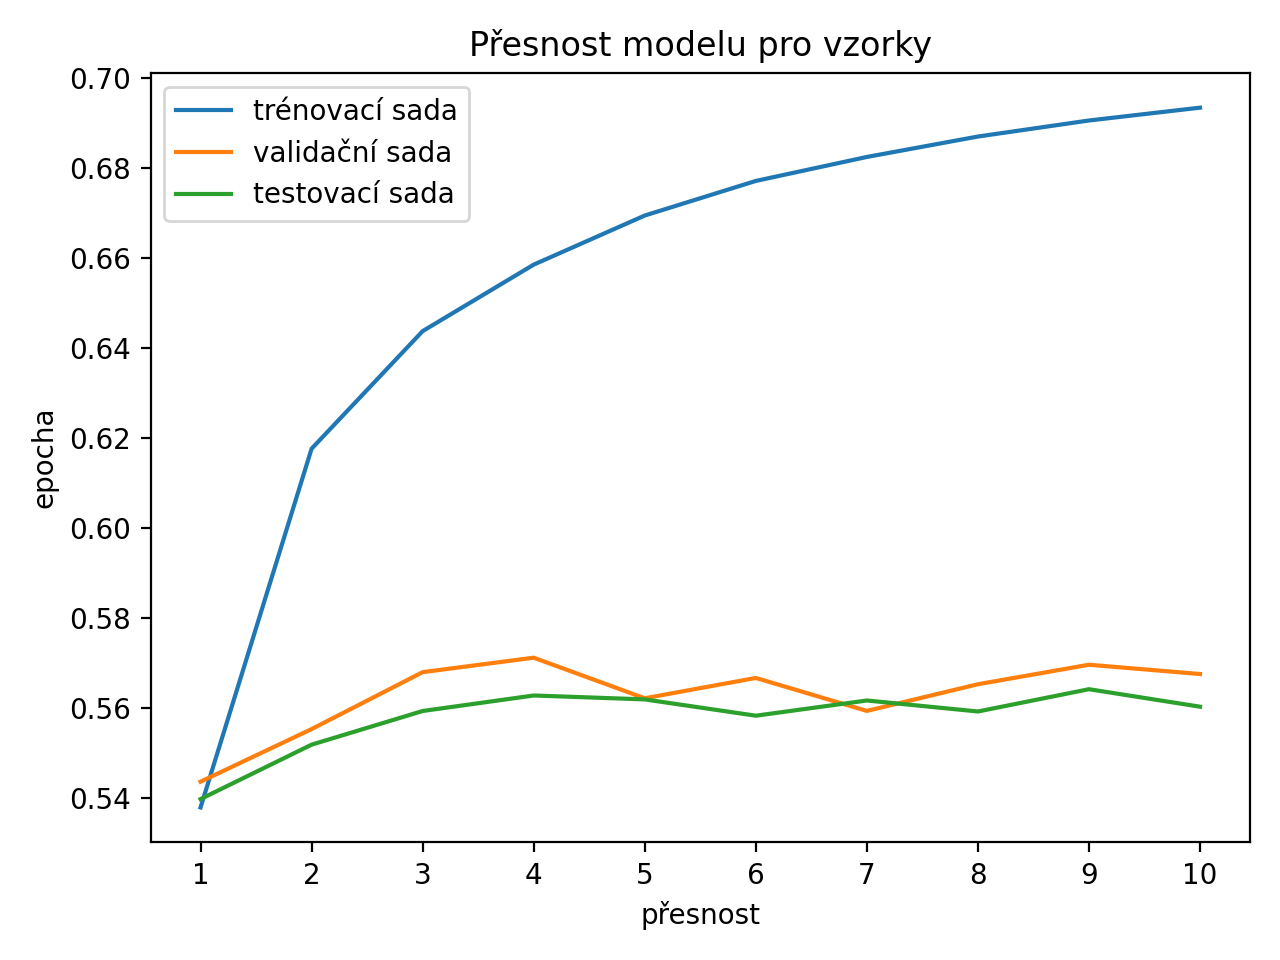 Přesnost modelu pro vzorky
trénovací sada
validační sada
testovací sada
0.70
0.68
0.66
0.64
0.62
0.60
0.58
0.56
0.54
epocha
1 2 3 4 5 6 7 8 9 10
přesnost